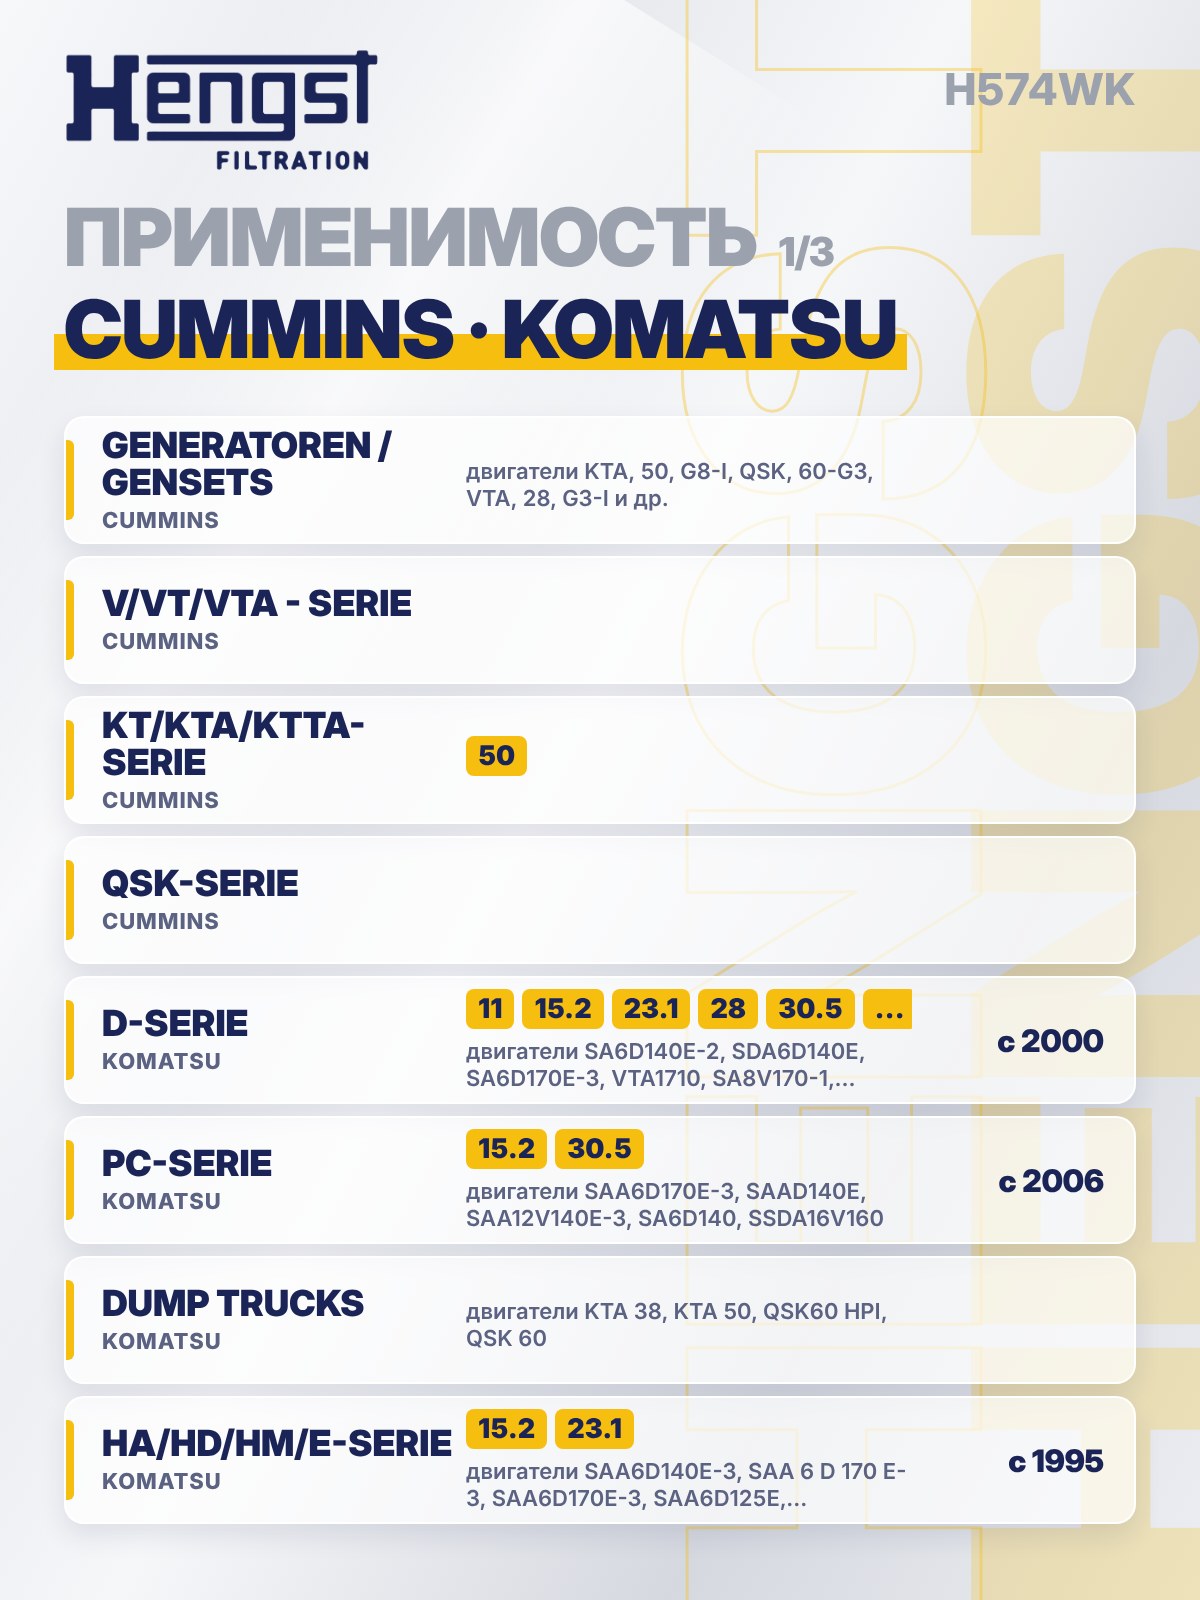 Hengst
FILTRATION
H574WK
ПРИМЕНИМОСТЬ 1/3
CUMMINS · KOMATSU
GENERATOREN /
GENSETS
CUMMINS
двигатели KTA, 50, G8-I, QSK, 60-G3,
VTA, 28, G3-I и др.
V/VT/VTA - SERIE
CUMMINS
KT/KTA/KTTA-
SERIE
CUMMINS
50
QSK-SERIE
CUMMINS
D-SERIE
KOMATSU
11 15.2 23.1 28 30.5 ...
двигатели SA6D140E-2, SDA6D140E,
SA6D170E-3, VTA1710, SA8V170-1,...
с 2000
PC-SERIE
KOMATSU
15.2 30.5
двигатели SAA6D170E-3, SAAD140E,
SAA12V140E-3, SA6D140, SSDA16V160
с 2006
DUMP TRUCKS
KOMATSU
двигатели KTA 38, KTA 50, QSK60 HPI,
QSK 60
HA/HD/HM/E-SERIE
KOMATSU
15.2 23.1
двигатели SAA6D140E-3, SAA 6 D 170 E-
3, SAA6D170E-3, SAA6D125E,...
с 1995
HENGST
HENGST